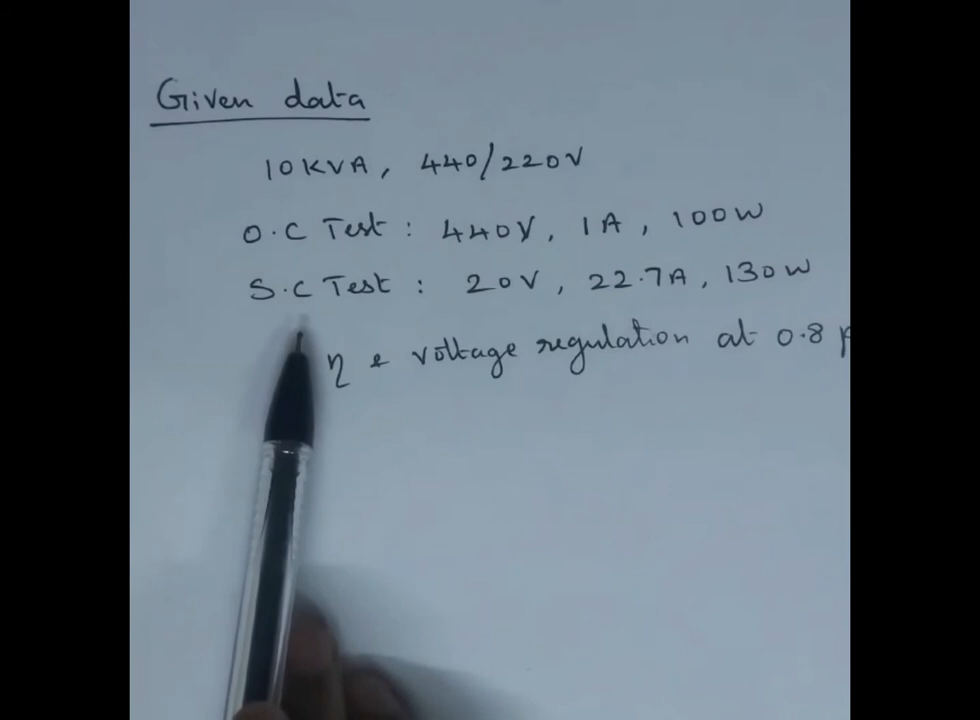 Given data
10KVA, 440/220V
O.C Test : 440V, 1A, 100W
S.C Test : 20V, 22.7A, 130W
η & voltage regulation at 0.8